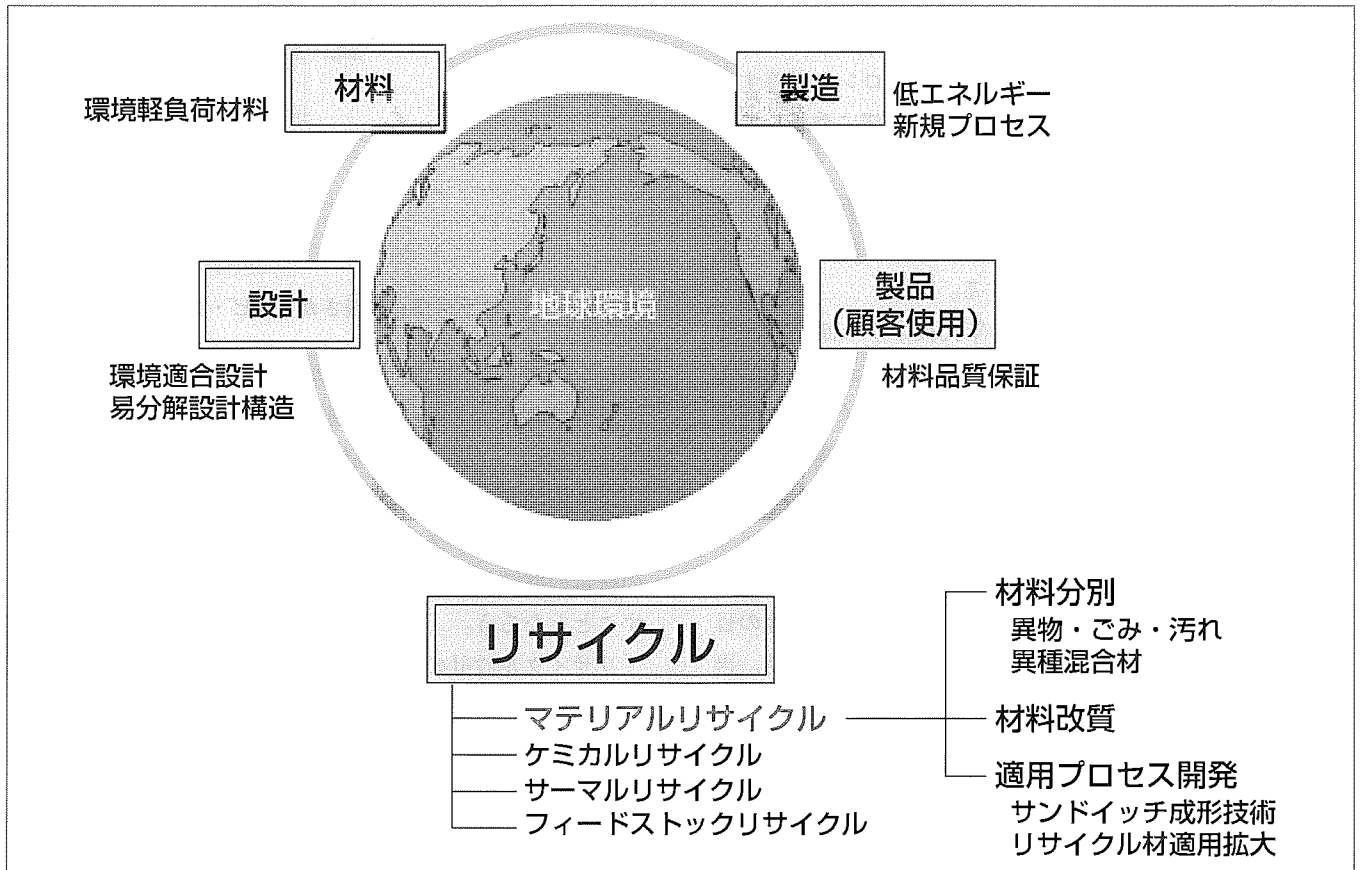 材料
環境軽負荷材料
製造
低エネルギー
新規プロセス
設計
環境適合設計
易分解設計構造
地球環境
製品
（顧客使用）
材料品質保証
リサイクル
マテリアルリサイクル
ケミカルリサイクル
サーマルリサイクル
フィードストックリサイクル
材料分別
異物・ごみ・汚れ
異種混合材
材料改質
適用プロセス開発
サンドイッチ成形技術
リサイクル材適用拡大